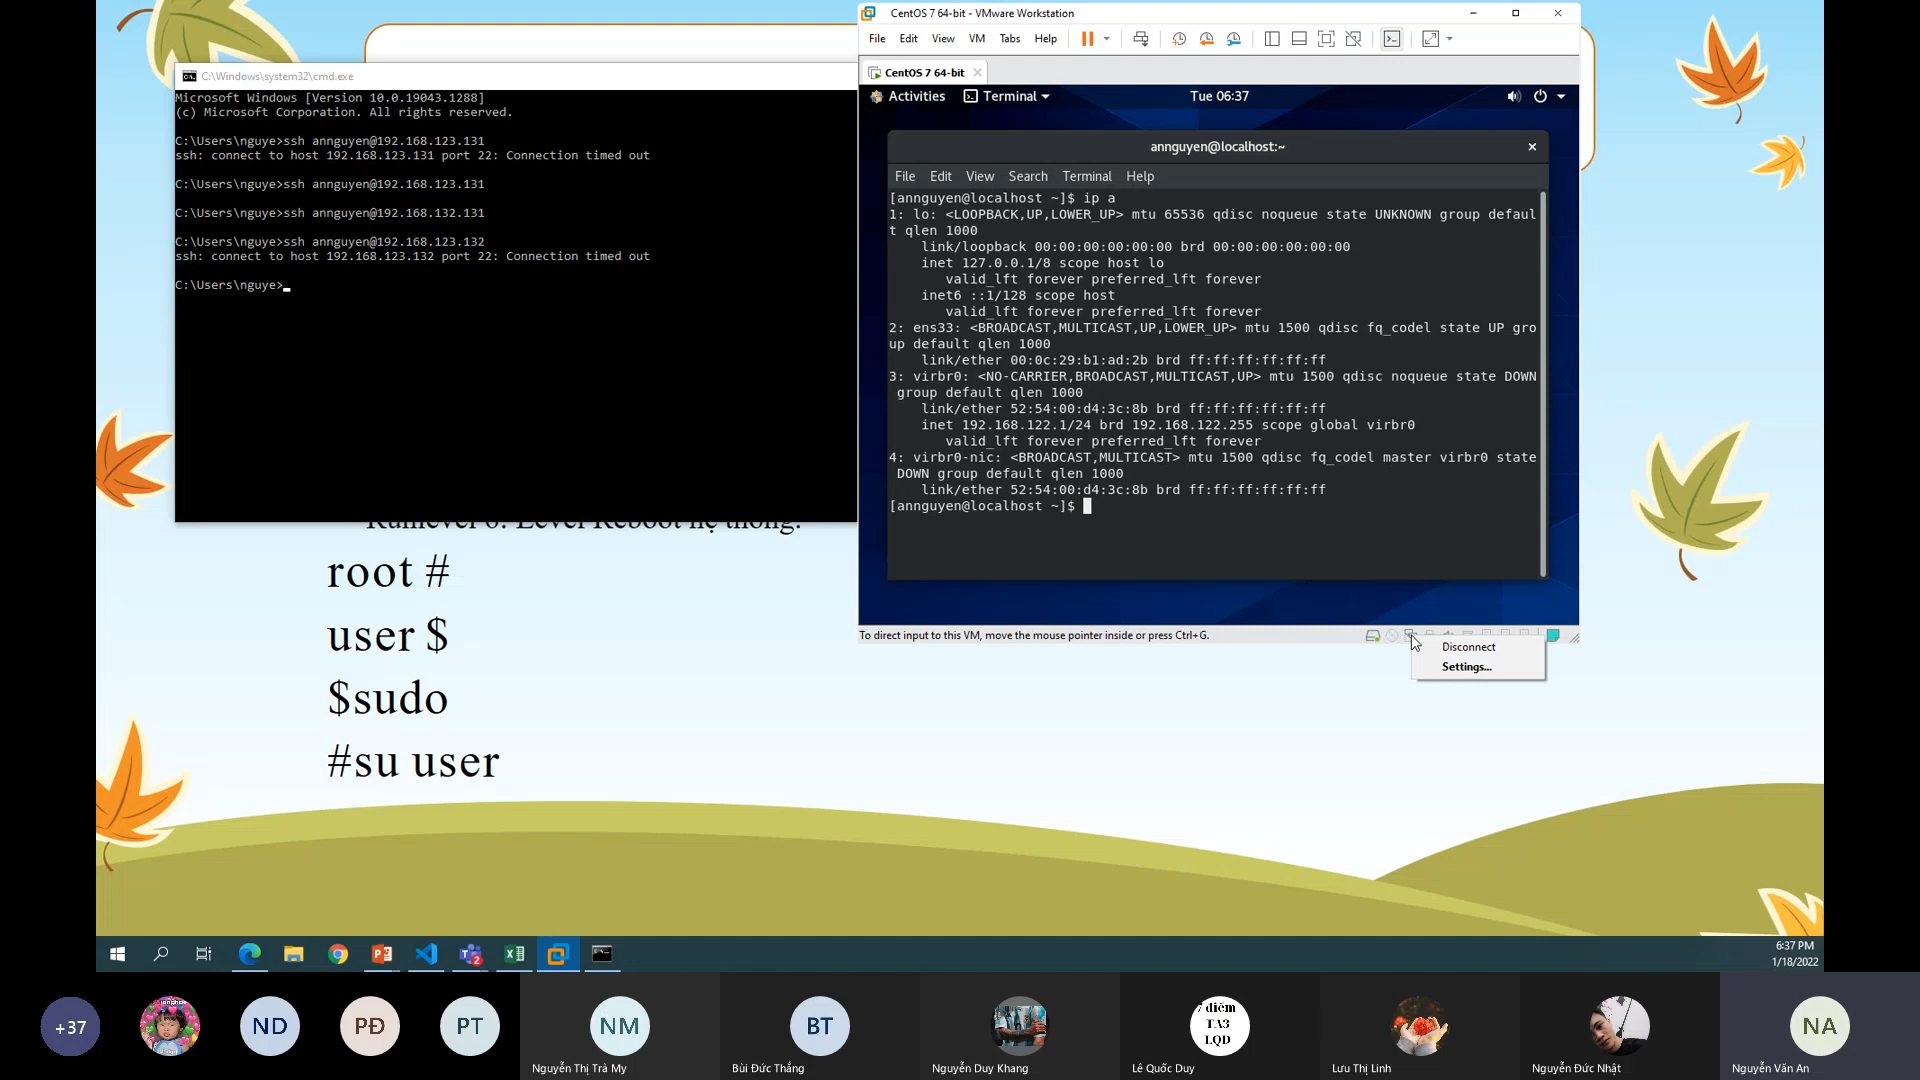 C:\Windows\system32\cmd.exe
Microsoft Windows [Version 10.0.19043.1288]
(c) Microsoft Corporation. All rights reserved.
C:\Users\nguye>ssh annguyen@192.168.123.131
ssh: connect to host 192.168.123.131 port 22: Connection timed out
C:\Users\nguye>ssh annguyen@192.168.123.131
C:\Users\nguye>ssh annguyen@192.168.132.131
C:\Users\nguye>ssh annguyen@192.168.123.132
ssh: connect to host 192.168.123.132 port 22: Connection timed out
C:\Users\nguye>
Runlevel 6: Level Reboot hệ thống.
root #
user $
$sudo
#su user
CentOS 7 64-bit - VMware Workstation
File Edit View VM Tabs Help
CentOS 7 64-bit
Activities Terminal Tue 06:37
annguyen@localhost:~
File Edit View Search Terminal Help
[annguyen@localhost ~]$ ip a
1: lo: <LOOPBACK,UP,LOWER_UP> mtu 65536 qdisc noqueue state UNKNOWN group defaul
t qlen 1000
link/loopback 00:00:00:00:00:00 brd 00:00:00:00:00:00
inet 127.0.0.1/8 scope host lo
valid_lft forever preferred_lft forever
inet6 ::1/128 scope host
valid_lft forever preferred_lft forever
2: ens33: <BROADCAST,MULTICAST,UP,LOWER_UP> mtu 1500 qdisc fq_codel state UP gro
up default qlen 1000
link/ether 00:0c:29:b1:ad:2b brd ff:ff:ff:ff:ff:ff
3: virbr0: <NO-CARRIER,BROADCAST,MULTICAST,UP> mtu 1500 qdisc noqueue state DOWN
group default qlen 1000
link/ether 52:54:00:d4:3c:8b brd ff:ff:ff:ff:ff:ff
inet 192.168.122.1/24 brd 192.168.122.255 scope global virbr0
valid_lft forever preferred_lft forever
4: virbr0-nic: <BROADCAST,MULTICAST> mtu 1500 qdisc fq_codel master virbr0 state
DOWN group default qlen 1000
link/ether 52:54:00:d4:3c:8b brd ff:ff:ff:ff:ff:ff
[annguyen@localhost ~]$
To direct input to this VM, move the mouse pointer inside or press Ctrl+G.
Disconnect
Settings...
6:37 PM
1/18/2022
+37
ND
PĐ
PT
NM
Nguyễn Thị Trà My
BT
Bùi Đức Thắng
Nguyễn Duy Khang
7 điểm
TA3
LQD
Lê Quốc Duy
Lưu Thị Linh
Nguyễn Đức Nhật
NA
Nguyễn Văn An